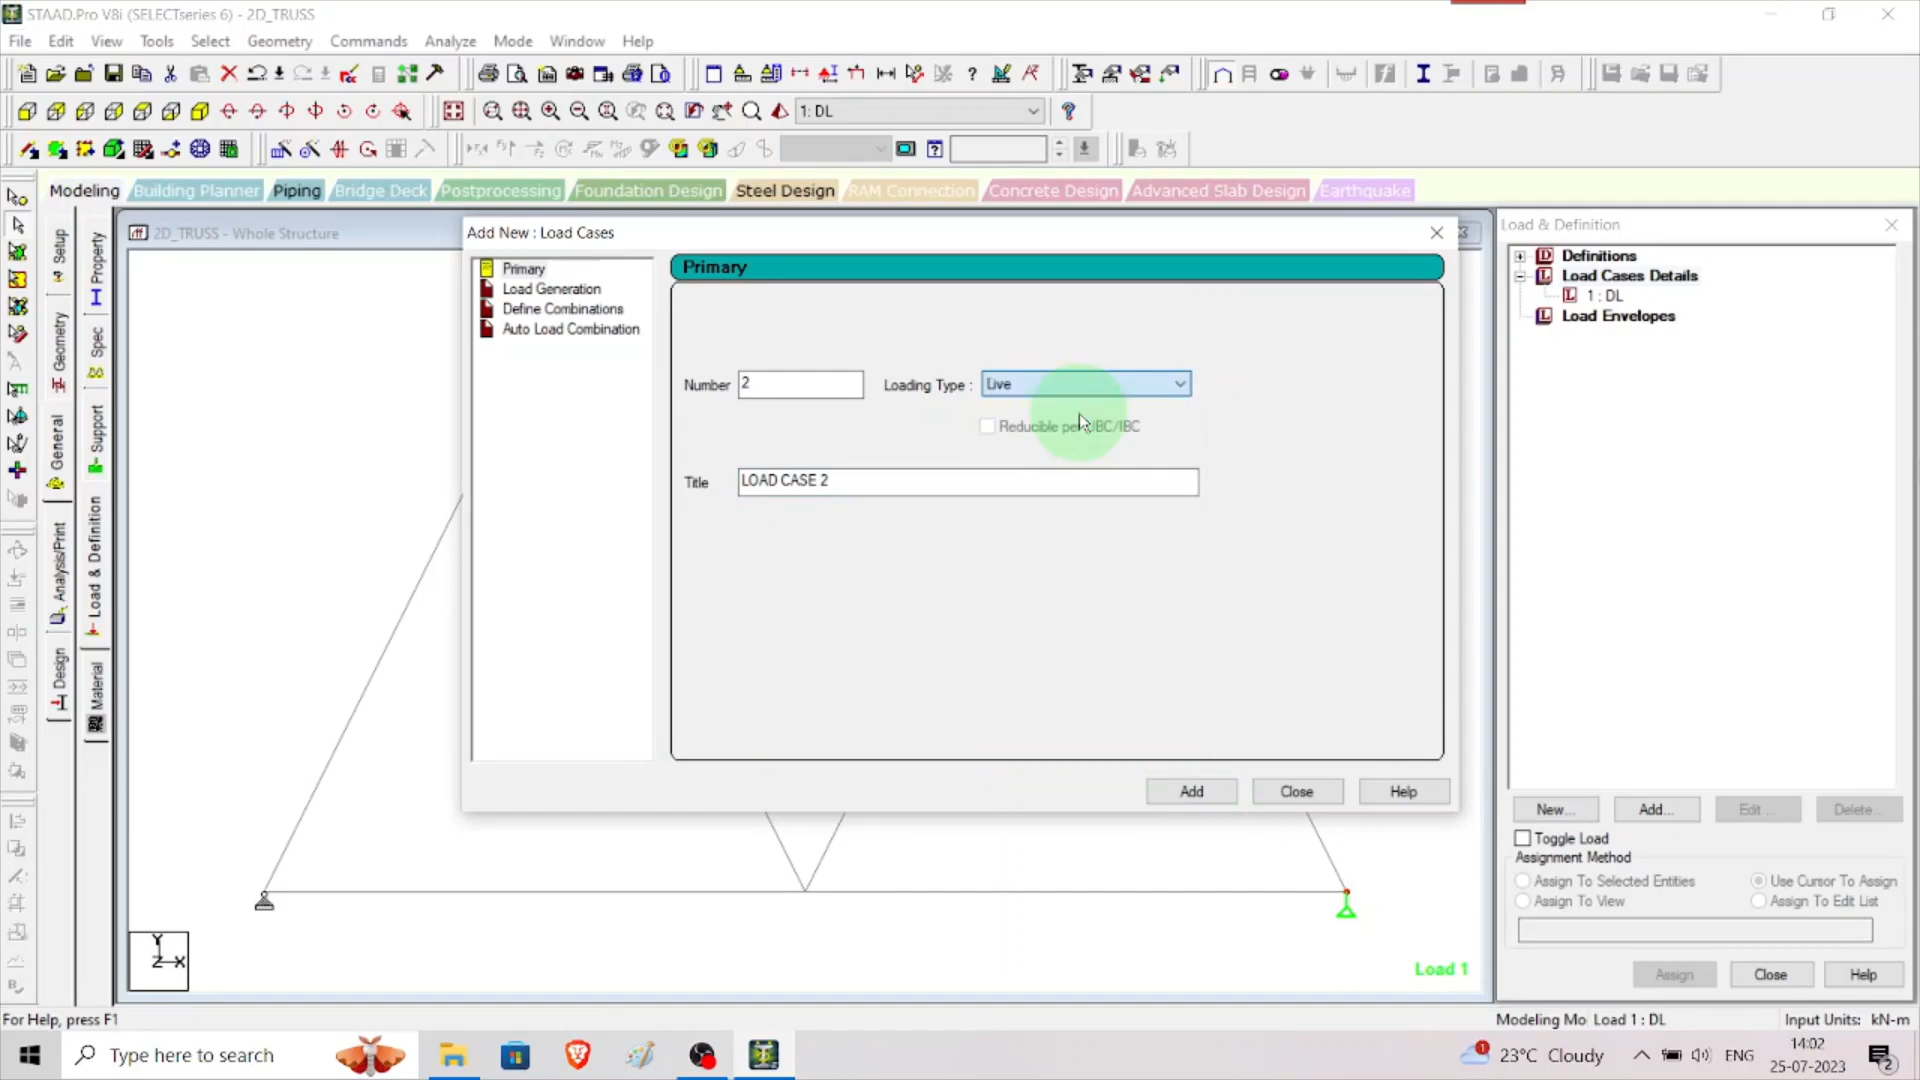 STAAD.Pro V8i (SELECTseries 6) - 2D_TRUSS
File Edit View Tools Select Geometry Commands Analyze Mode Window Help
1: DL
Modeling Building Planner Piping Bridge Deck Postprocessing Foundation Design Steel Design RAM Connection Concrete Design Advanced Slab Design Earthquake
Setup
Geometry
General
Analysis/Print
Design
Property
Spec
Support
Load & Definition
Material
2D_TRUSS - Whole Structure
Add New : Load Cases
Primary
Load Generation
Define Combinations
Auto Load Combination
Primary
Number 2 Loading Type : Live
Reducible per UBC/IBC
Title LOAD CASE 2
Add Close Help
Y
Z X
Load 1
Load & Definition
Definitions
Load Cases Details
1 : DL
Load Envelopes
New... Add... Edit... Delete...
Toggle Load
Assignment Method
Assign To Selected Entities Use Cursor To Assign
Assign To View Assign To Edit List
Assign Close Help
For Help, press F1
Modeling Mo Load 1 : DL Input Units: kN-m
Type here to search
1 23°C Cloudy ENG
14:02
25-07-2023
2